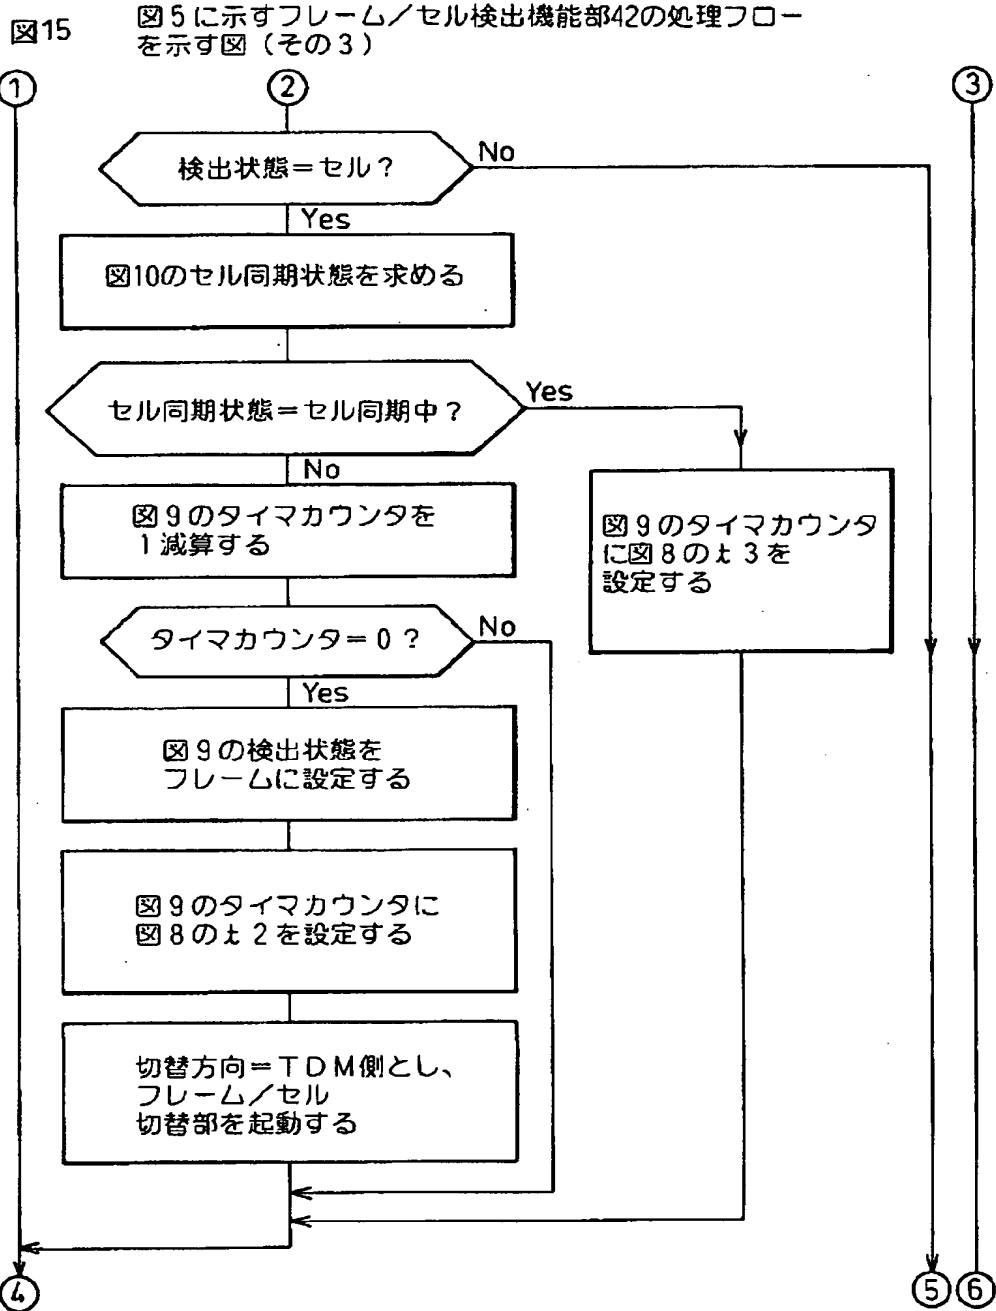 図15
図5に示すフレーム／セル検出機能部42の処理フロー
を示す図（その3）
①
②
③
検出状態＝セル？
No
Yes
図10のセル同期状態を求める
セル同期状態＝セル同期中？
Yes
No
図9のタイマカウンタを
1減算する
図9のタイマカウンタ
に図8のt3を
設定する
タイマカウンタ＝0？
No
Yes
図9の検出状態を
フレームに設定する
図9のタイマカウンタに
図8のt2を設定する
切替方向＝TDM側とし、
フレーム／セル
切替部を起動する
④
⑤
⑥